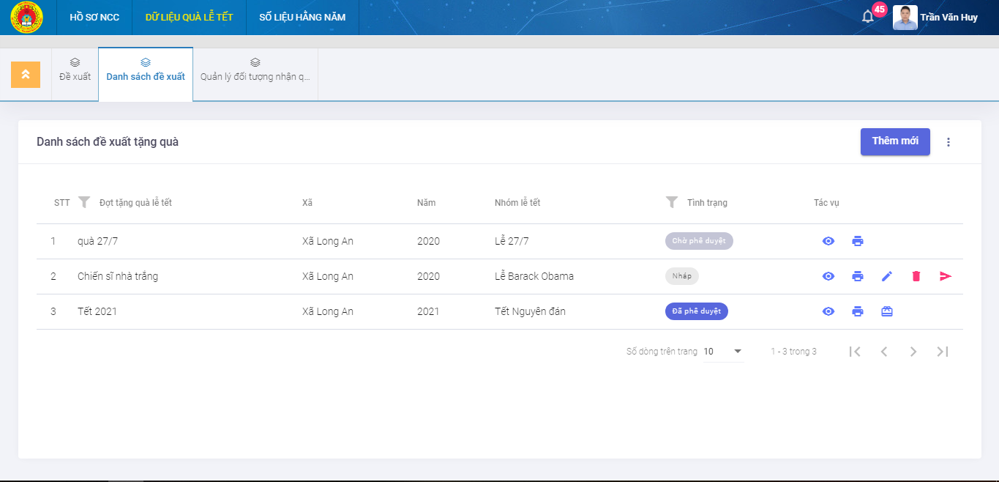 HỒ SƠ NCC
DỮ LIỆU QUÀ LỄ TẾT
SỐ LIỆU HẰNG NĂM
45
Trần Văn Huy
Đề xuất
Danh sách đề xuất
Quản lý đối tượng nhận q...
Danh sách đề xuất tặng quà
Thêm mới
STT Đợt tặng quà lễ tết Xã Năm Nhóm lễ tết Tình trạng Tác vụ
1 quà 27/7 Xã Long An 2020 Lễ 27/7 Chờ phê duyệt
2 Chiến sĩ nhà trắng Xã Long An 2020 Lễ Barack Obama Nháp
3 Tết 2021 Xã Long An 2021 Tết Nguyên đán Đã phê duyệt
Số dòng trên trang 10 1 - 3 trong 3